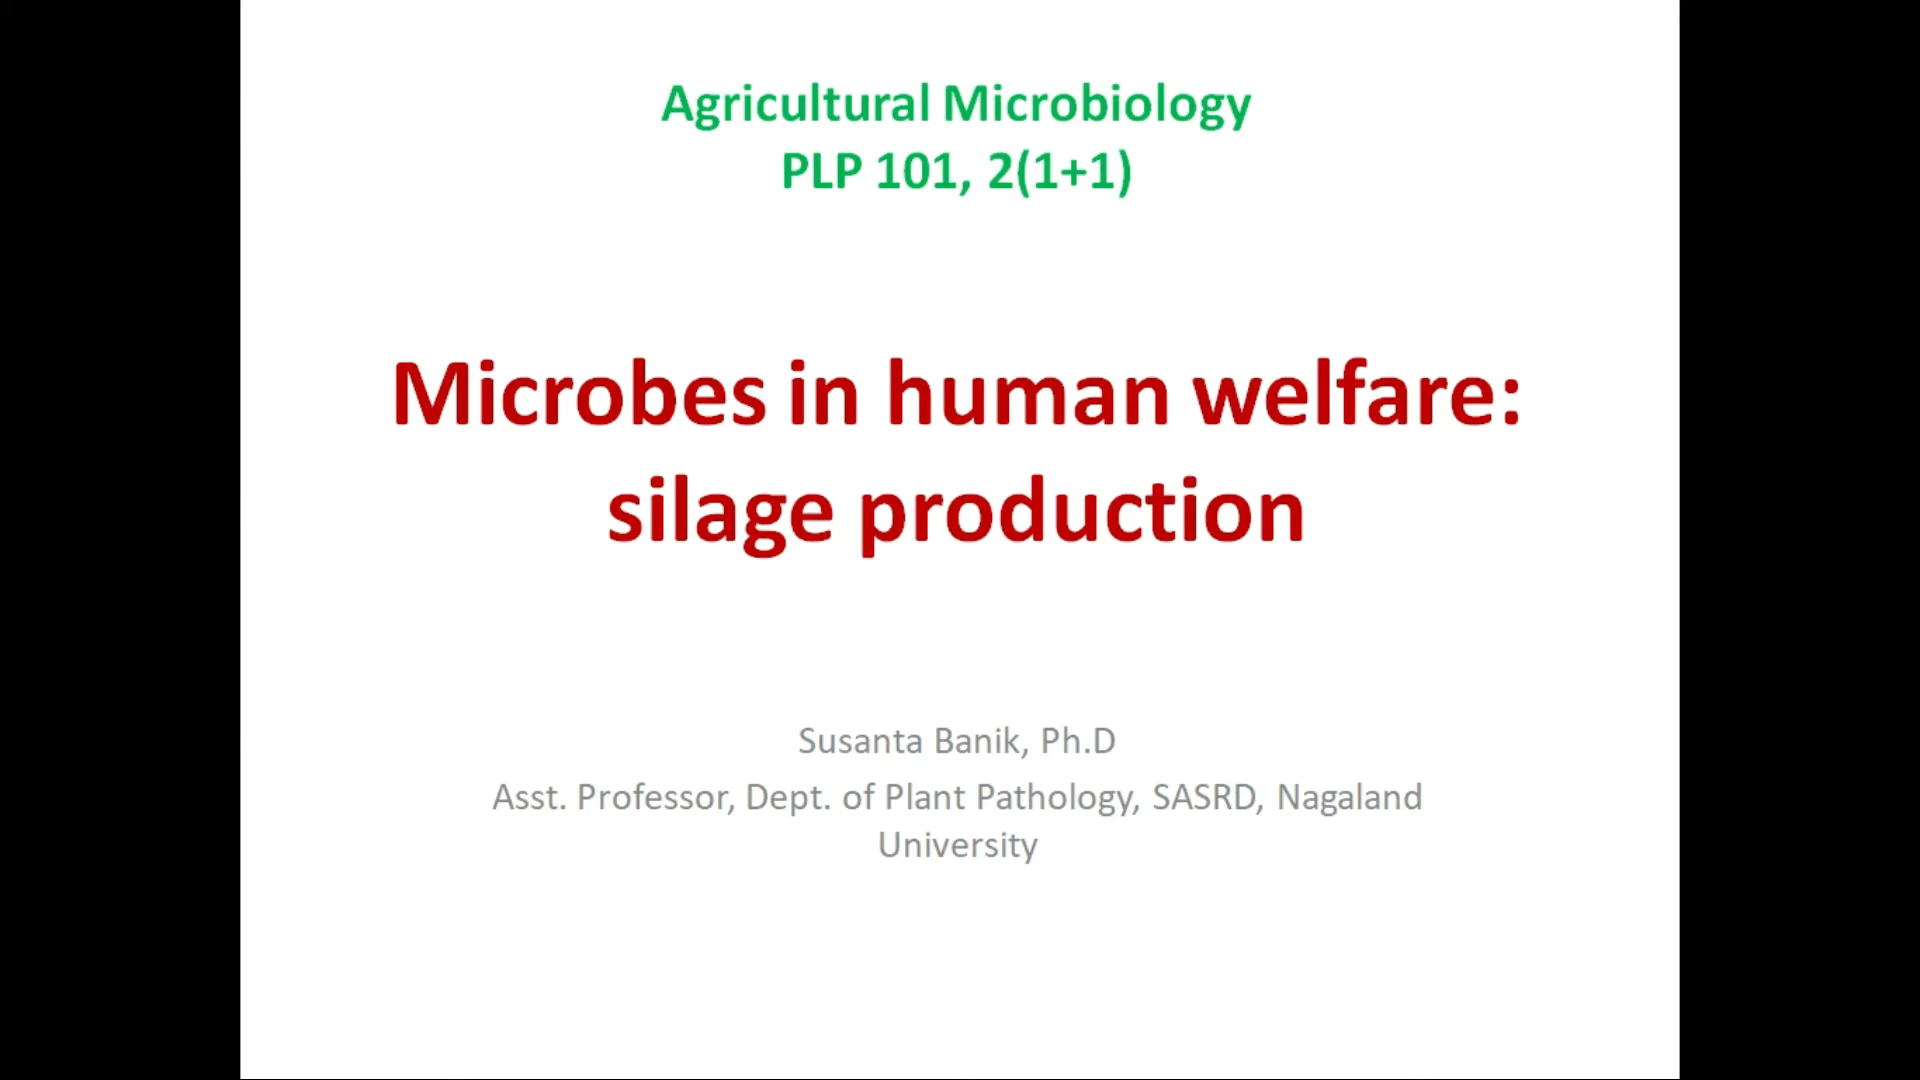 Agricultural Microbiology
PLP 101, 2(1+1)
Microbes in human welfare:
silage production
Susanta Banik, Ph.D
Asst. Professor, Dept. of Plant Pathology, SASRD, Nagaland
University